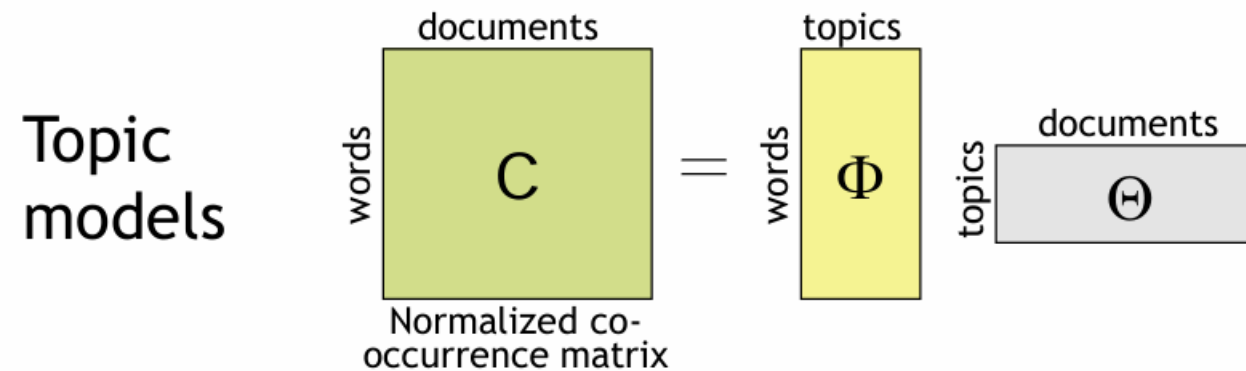 documents
topics
Topic
models
words
C
=
words
Φ
documents
topics
Θ
Normalized co-
occurrence matrix